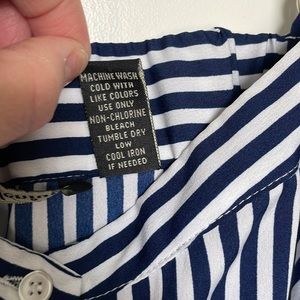 MACHINE WASH
COLD WITH
LIKE COLORS
USE ONLY
NON-CHLORINE
BLEACH
TUMBLE DRY
LOW
COOL IRON
IF NEEDED